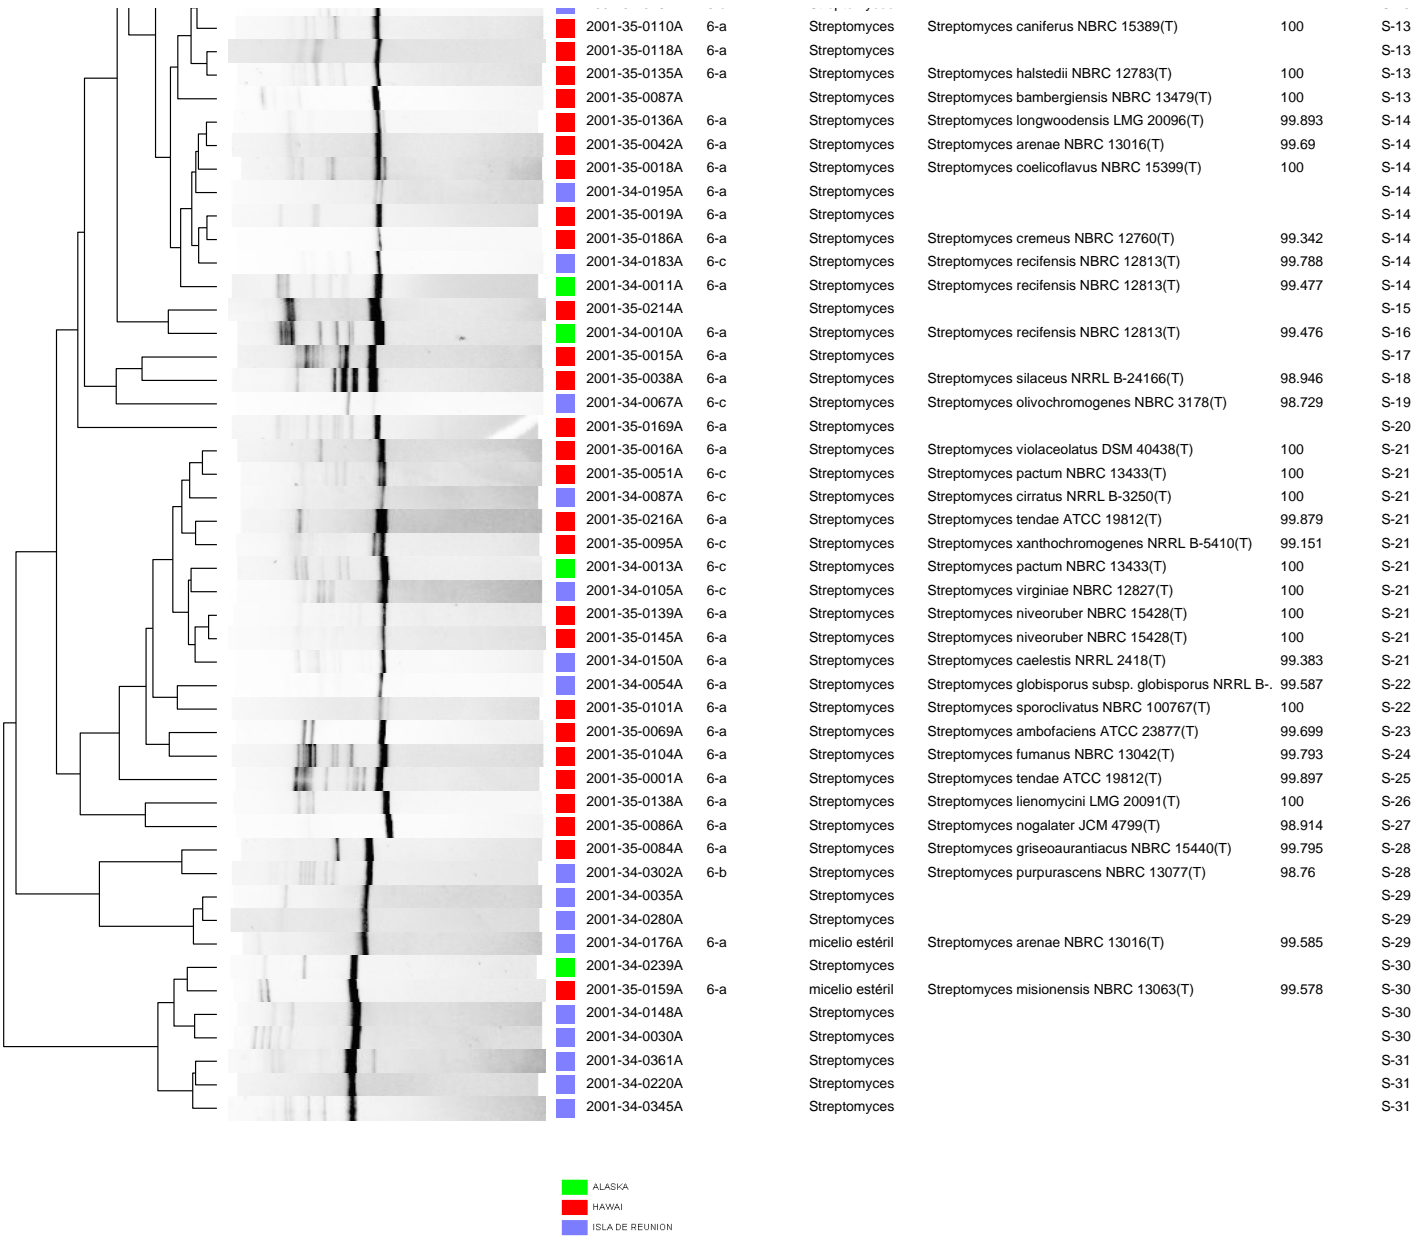 2001-35-0110A 6-a Streptomyces Streptomyces caniferus NBRC 15389(T) 100 S-13
2001-35-0118A Streptomyces S-13
2001-35-0135A 6-a Streptomyces Streptomyces halstedii NBRC 12783(T) 100 S-13
2001-35-0087A Streptomyces Streptomyces bambergiensis NBRC 13479(T) 100 S-13
2001-35-0136A 6-a Streptomyces Streptomyces longwoodensis LMG 20096(T) 99.893 S-14
2001-35-0042A 6-a Streptomyces Streptomyces arenae NBRC 13016(T) 99.69 S-14
2001-35-0018A 6-a Streptomyces Streptomyces coelicoflavus NBRC 15399(T) 100 S-14
2001-34-0195A 6-a Streptomyces S-14
2001-35-0019A 6-a Streptomyces S-14
2001-35-0186A 6-a Streptomyces Streptomyces cremeus NBRC 12760(T) 99.342 S-14
2001-34-0183A 6-c Streptomyces Streptomyces recifensis NBRC 12813(T) 99.788 S-14
2001-34-0011A 6-a Streptomyces Streptomyces recifensis NBRC 12813(T) 99.477 S-14
2001-35-0214A Streptomyces S-15
2001-34-0010A 6-a Streptomyces Streptomyces recifensis NBRC 12813(T) 99.476 S-16
2001-35-0015A 6-a Streptomyces S-17
2001-35-0038A 6-a Streptomyces Streptomyces silaceus NRRL B-24166(T) 98.946 S-18
2001-34-0067A 6-c Streptomyces Streptomyces olivochromogenes NBRC 3178(T) 98.729 S-19
2001-35-0169A 6-a Streptomyces S-20
2001-35-0016A 6-a Streptomyces Streptomyces violaceolatus DSM 40438(T) 100 S-21
2001-35-0051A 6-c Streptomyces Streptomyces pactum NBRC 13433(T) 100 S-21
2001-34-0087A 6-c Streptomyces Streptomyces cirratus NRRL B-3250(T) 100 S-21
2001-35-0216A 6-a Streptomyces Streptomyces tendae ATCC 19812(T) 99.879 S-21
2001-35-0095A 6-c Streptomyces Streptomyces xanthochromogenes NRRL B-5410(T) 99.151 S-21
2001-34-0013A 6-c Streptomyces Streptomyces pactum NBRC 13433(T) 100 S-21
2001-34-0105A 6-c Streptomyces Streptomyces virginiae NBRC 12827(T) 100 S-21
2001-35-0139A 6-a Streptomyces Streptomyces niveoruber NBRC 15428(T) 100 S-21
2001-35-0145A 6-a Streptomyces Streptomyces niveoruber NBRC 15428(T) 100 S-21
2001-34-0150A 6-a Streptomyces Streptomyces caelestis NRRL 2418(T) 99.383 S-21
2001-34-0054A 6-a Streptomyces Streptomyces globisporus subsp. globisporus NRRL B-. 99.587 S-22
2001-35-0101A 6-a Streptomyces Streptomyces sporoclivatus NBRC 100767(T) 100 S-22
2001-35-0069A 6-a Streptomyces Streptomyces ambofaciens ATCC 23877(T) 99.699 S-23
2001-35-0104A 6-a Streptomyces Streptomyces fumanus NBRC 13042(T) 99.793 S-24
2001-35-0001A 6-a Streptomyces Streptomyces tendae ATCC 19812(T) 99.897 S-25
2001-35-0138A 6-a Streptomyces Streptomyces lienomycini LMG 20091(T) 100 S-26
2001-35-0086A 6-a Streptomyces Streptomyces nogalater JCM 4799(T) 98.914 S-27
2001-35-0084A 6-a Streptomyces Streptomyces griseoaurantiacus NBRC 15440(T) 99.795 S-28
2001-34-0302A 6-b Streptomyces Streptomyces purpurascens NBRC 13077(T) 98.76 S-28
2001-34-0035A Streptomyces S-29
2001-34-0280A Streptomyces S-29
2001-34-0176A 6-a micelio estéril Streptomyces arenae NBRC 13016(T) 99.585 S-29
2001-34-0239A Streptomyces S-30
2001-35-0159A 6-a micelio estéril Streptomyces misionensis NBRC 13063(T) 99.578 S-30
2001-34-0148A Streptomyces S-30
2001-34-0030A Streptomyces S-30
2001-34-0361A Streptomyces S-31
2001-34-0220A Streptomyces S-31
2001-34-0345A Streptomyces S-31
ALASKA
HAWAI
ISLA DE REUNION